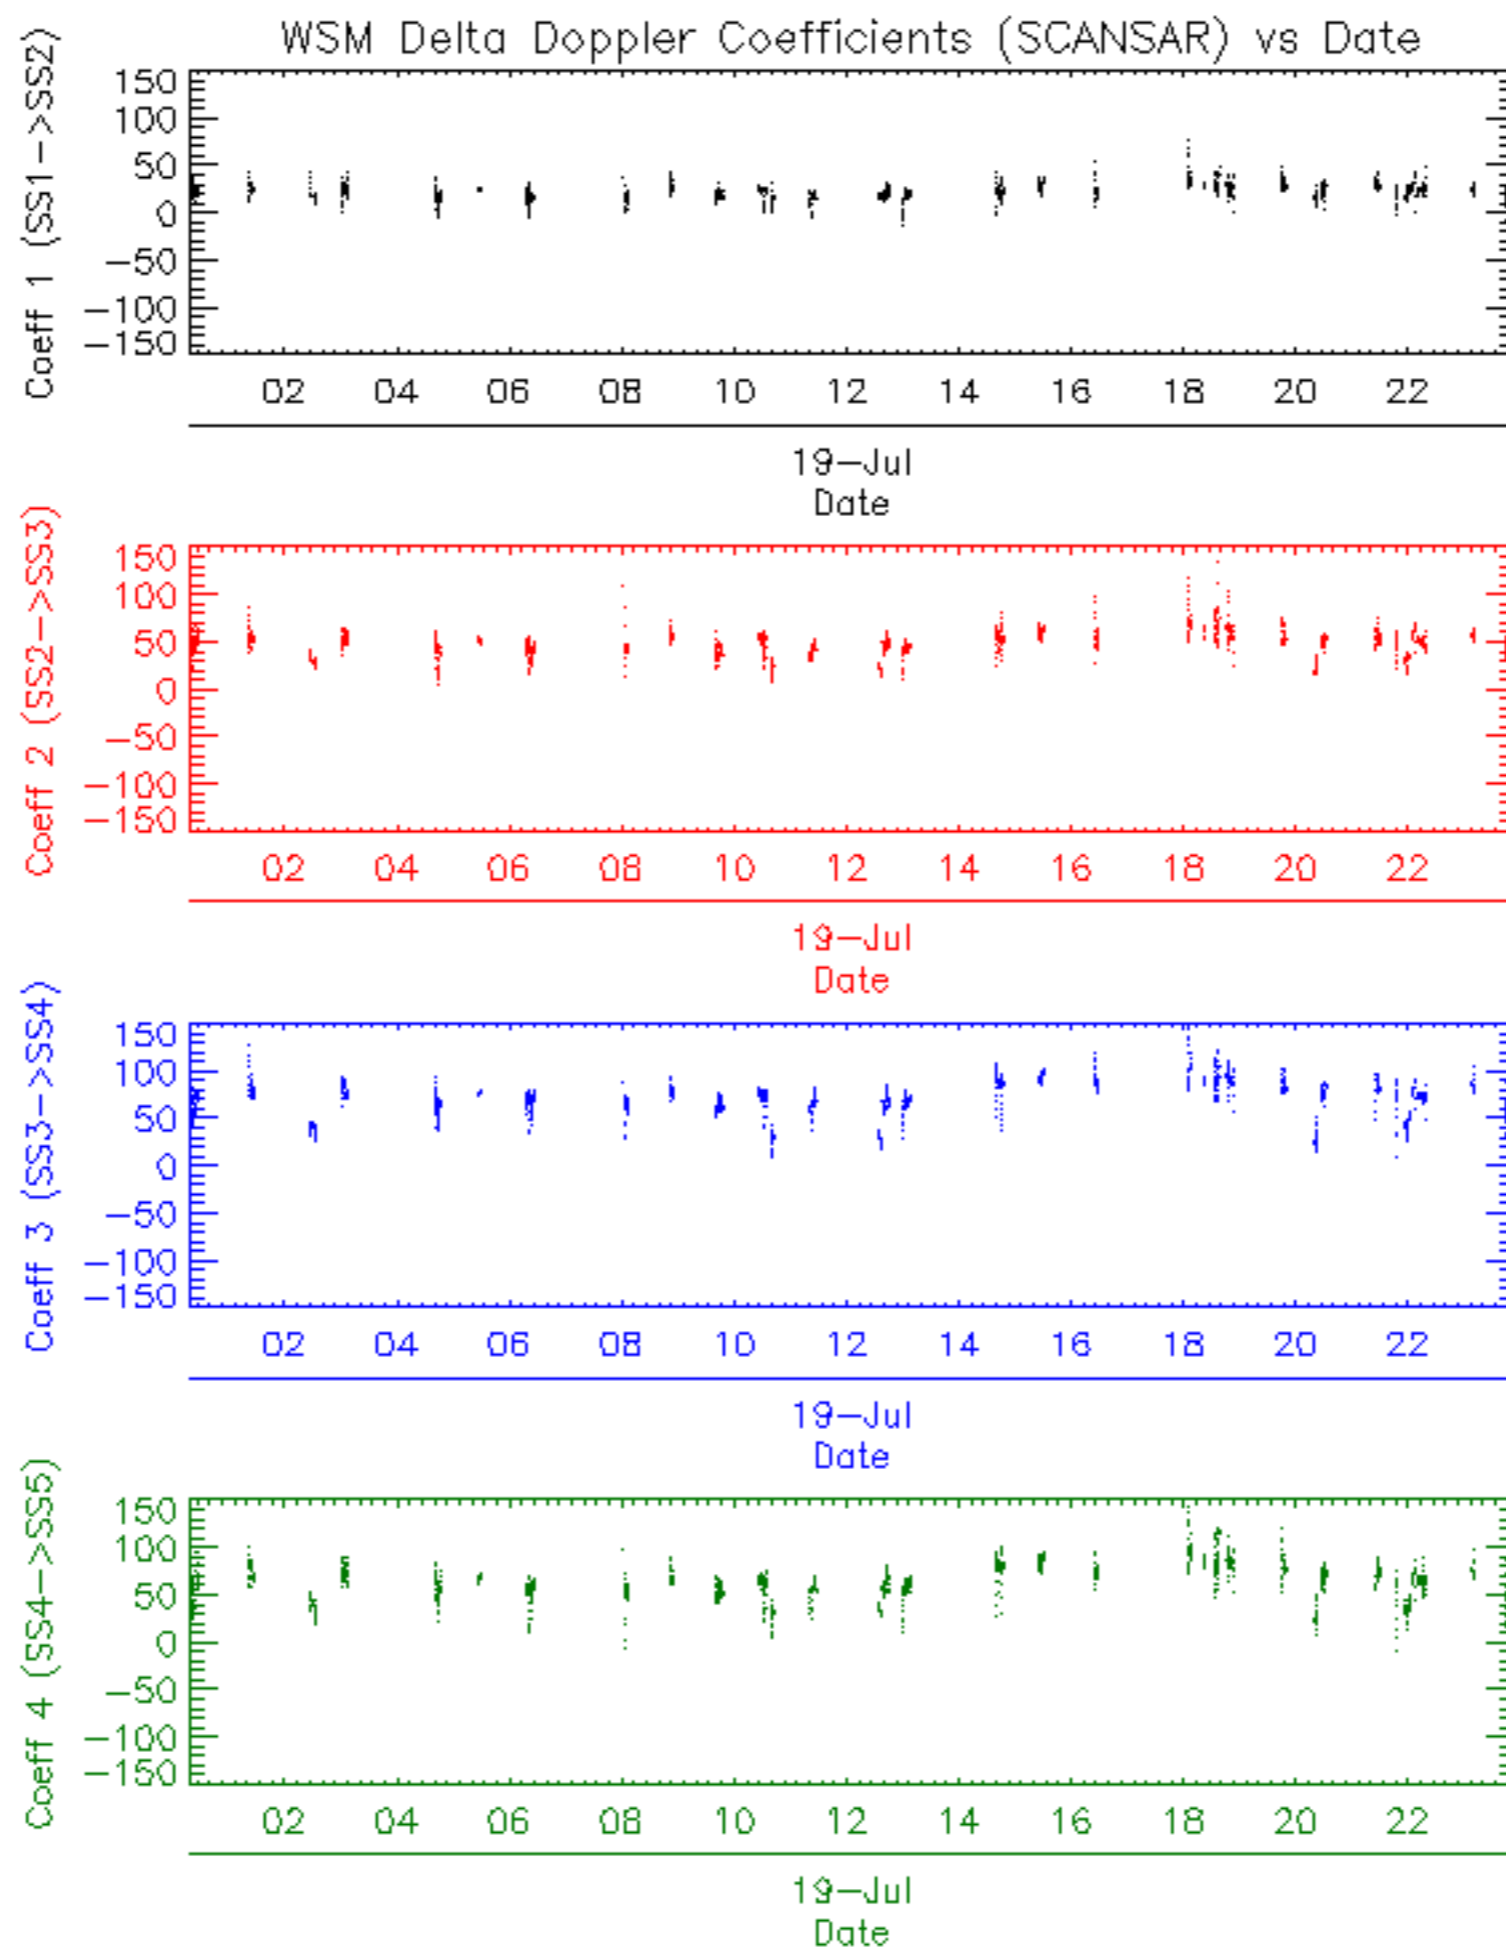 WSM Delta Doppler Coefficients (SCANSAR) vs Date
Coeff 1 (SS1->SS2)
150
100
50
0
-50
-100
-150
02 04 06 08 10 12 14 16 18 20 22
19-Jul
Date
Coeff 2 (SS2->SS3)
150
100
50
0
-50
-100
-150
02 04 06 08 10 12 14 16 18 20 22
19-Jul
Date
Coeff 3 (SS3->SS4)
150
100
50
0
-50
-100
-150
02 04 06 08 10 12 14 16 18 20 22
19-Jul
Date
Coeff 4 (SS4->SS5)
150
100
50
0
-50
-100
-150
02 04 06 08 10 12 14 16 18 20 22
19-Jul
Date